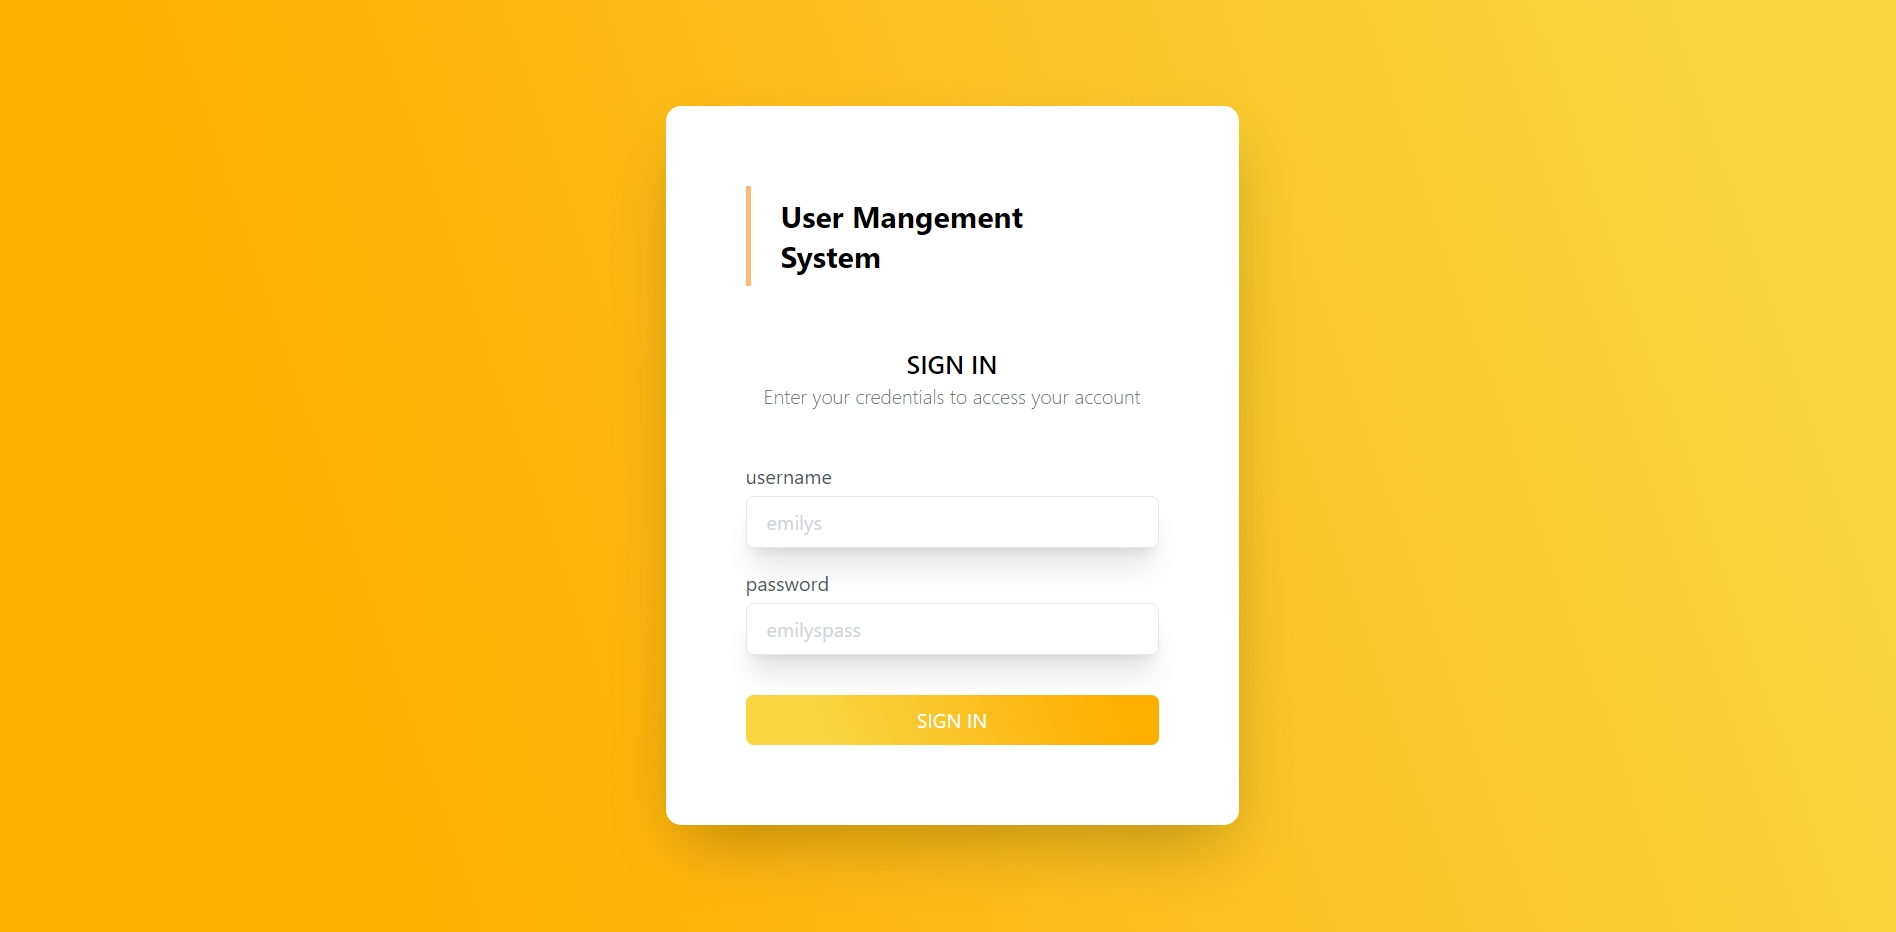 User Mangement
System
SIGN IN
Enter your credentials to access your account
username
emilys
password
emilyspass
SIGN IN